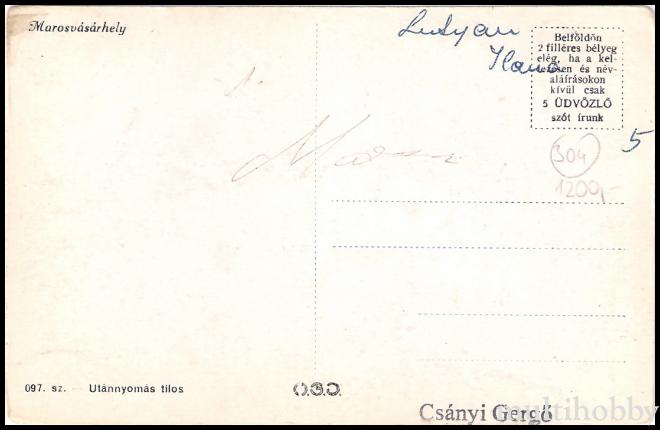 Marosvásárhely
Belföldön
2 filléres bélyeg
elég, ha a kel-
tezésen és név-
aláírásokon
kívül csak
5 ÜDVÖZLŐ
szót írunk
5
304
1200,-
097. sz. – Utánnyomás tilos
Csányi Gergő
multihobby